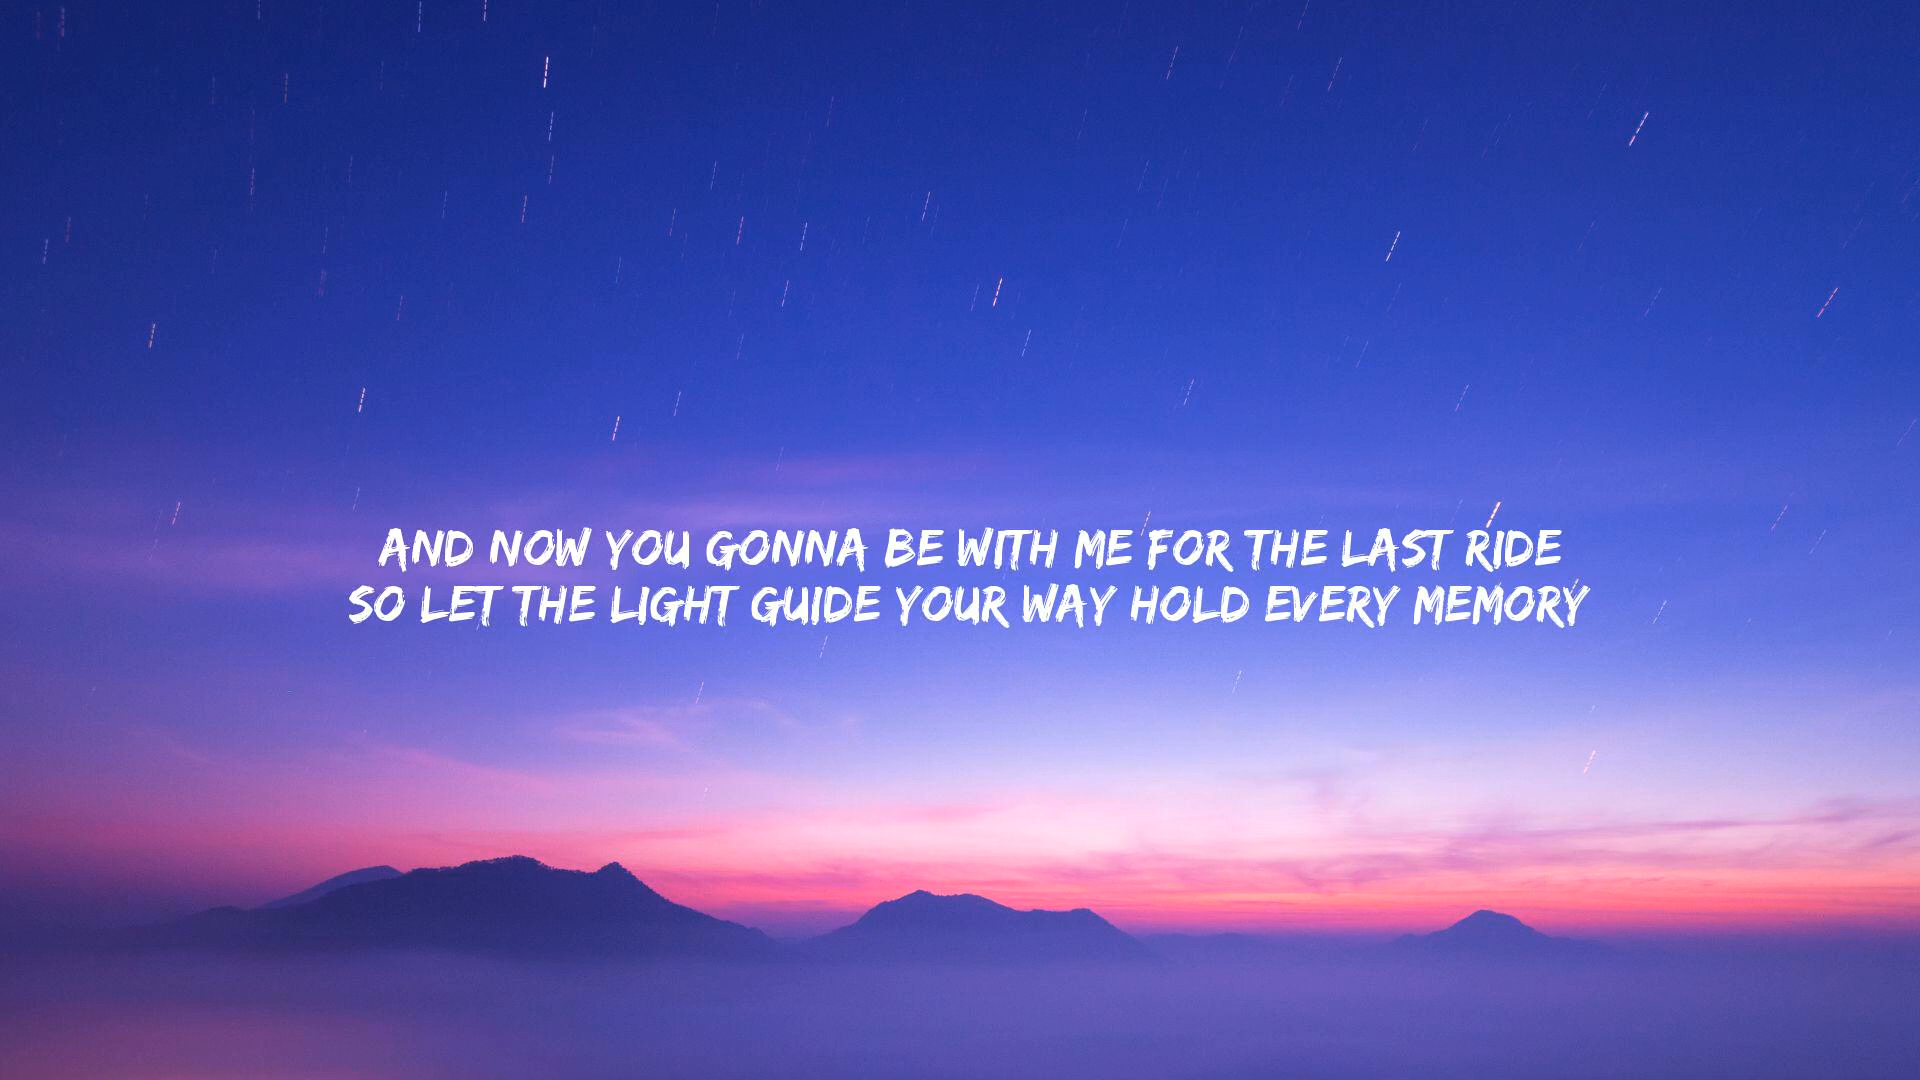 AND NOW YOU GONNA BE WITH ME FOR THE LAST RIDE
SO LET THE LIGHT GUIDE YOUR WAY HOLD EVERY MEMORY